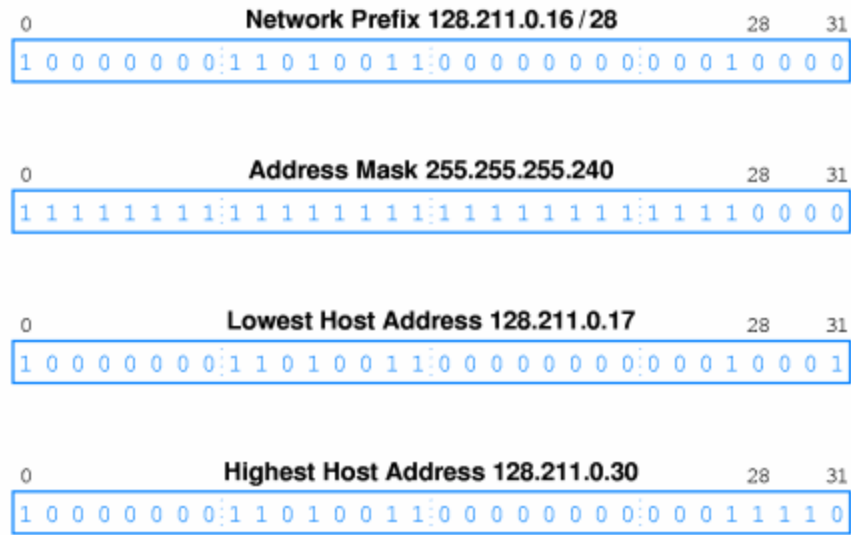 Network Prefix 128.211.0.16 / 28
0 28 31
1 0 0 0 0 0 0 0 1 1 0 1 0 0 1 1 0 0 0 0 0 0 0 0 0 0 0 1 0 0 0 0
Address Mask 255.255.255.240
0 28 31
1 1 1 1 1 1 1 1 1 1 1 1 1 1 1 1 1 1 1 1 1 1 1 1 1 1 1 1 0 0 0 0
Lowest Host Address 128.211.0.17
0 28 31
1 0 0 0 0 0 0 0 1 1 0 1 0 0 1 1 0 0 0 0 0 0 0 0 0 0 0 1 0 0 0 1
Highest Host Address 128.211.0.30
0 28 31
1 0 0 0 0 0 0 0 1 1 0 1 0 0 1 1 0 0 0 0 0 0 0 0 0 0 0 1 1 1 1 0